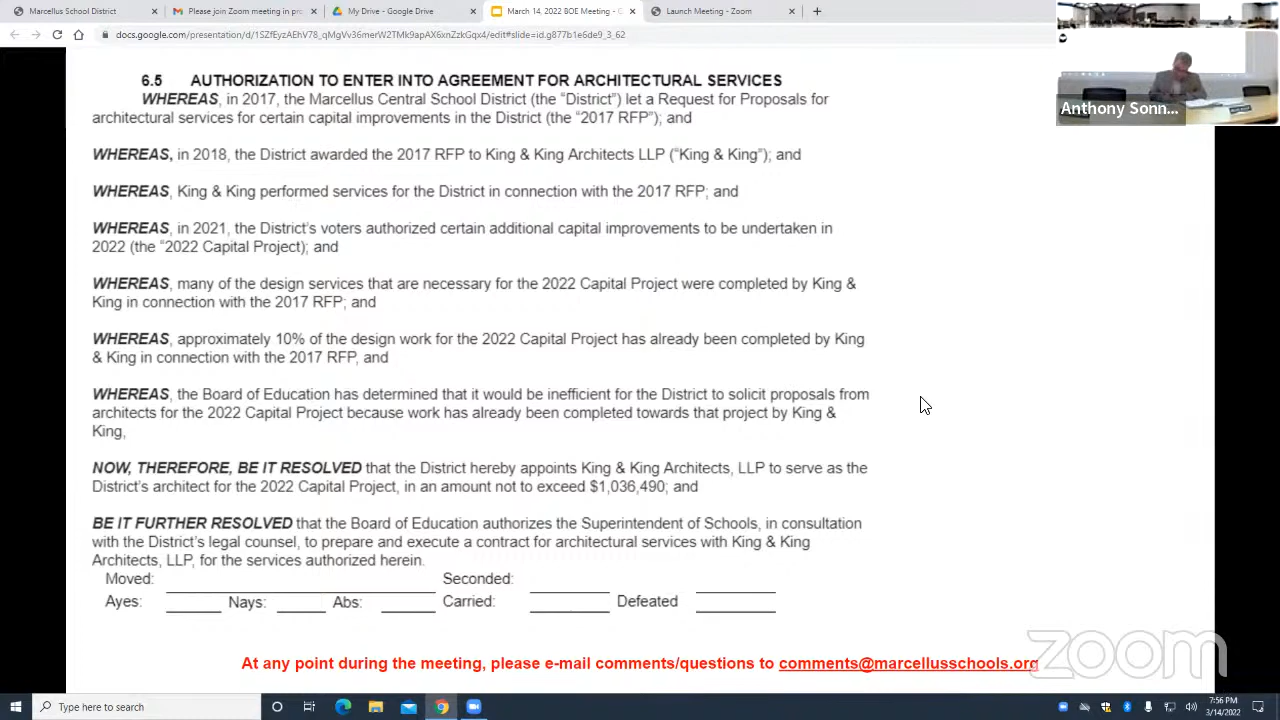 Marcellus School District
Please join Zoom meeting in pro
My Drive - Google Drive
March 14, 2022 BOE Meeting - G
Launch Meeting - Zoom
docs.google.com/presentation/d/1SZfEyzAEhV78_qMgVv
edit#slide=id.g877b1e6de9_3_62
6.5 AUTHORIZATION TO ENTER INTO AGREEMENT FOR ARCHITECTURAL SERVICES
WHEREAS, in 2017, the Marcellus Central School District (the “District”) let a Request for Proposals for
architectural services for certain capital improvements in the District (the “2017 RFP”); and
WHEREAS, in 2018, the District awarded the 2017 RFP to King & King Architects LLP (“King & King”); and
WHEREAS, King & King performed services for the District in connection with the 2017 RFP; and
WHEREAS, in 2021, the District’s voters authorized certain additional capital improvements to be undertaken in
2022 (the “2022 Capital Project); and
WHEREAS, many of the design services that are necessary for the 2022 Capital Project were completed by King &
King in connection with the 2017 RFP; and
WHEREAS, approximately 10% of the design work for the 2022 Capital Project has already been completed by King
& King in connection with the 2017 RFP, and
WHEREAS, the Board of Education has determined that it would be inefficient for the District to solicit proposals from
architects for the 2022 Capital Project because work has already been completed towards that project by King &
King,
NOW, THEREFORE, BE IT RESOLVED that the District hereby appoints King & King Architects, LLP to serve as the
District’s architect for the 2022 Capital Project, in an amount not to exceed $1,036,490; and
BE IT FURTHER RESOLVED that the Board of Education authorizes the Superintendent of Schools, in consultation
with the District’s legal counsel, to prepare and execute a contract for architectural services with King & King
Architects, LLP, for the services authorized herein.
Moved: Seconded:
Ayes: Nays: Abs: Carried: Defeated
At any point during the meeting, please e-mail comments/questions to comments@marcellusschools.org
Anthony Sonn...
zoom
Type here to search
7:56 PM
3/14/2022